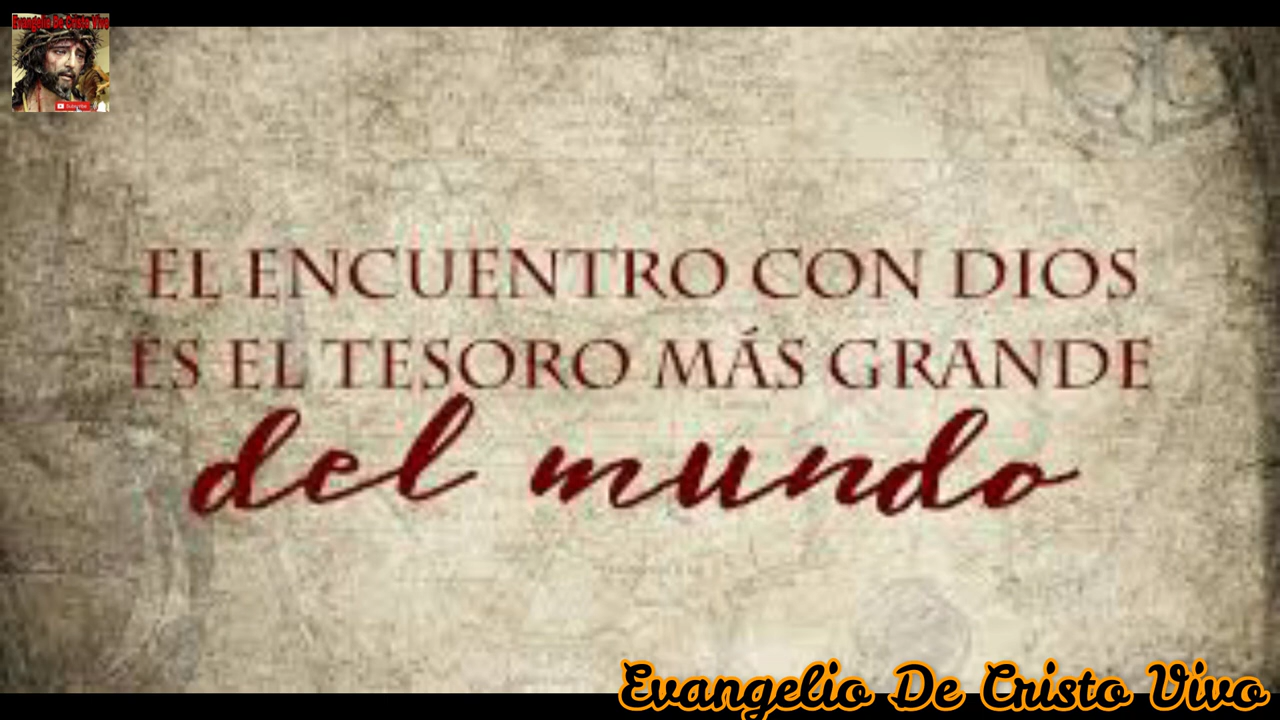 Evangelio De Cristo Vivo
Subscribe
EL ENCUENTRO CON DIOS
ES EL TESORO MÁS GRANDE
del mundo
Evangelio De Cristo Vivo